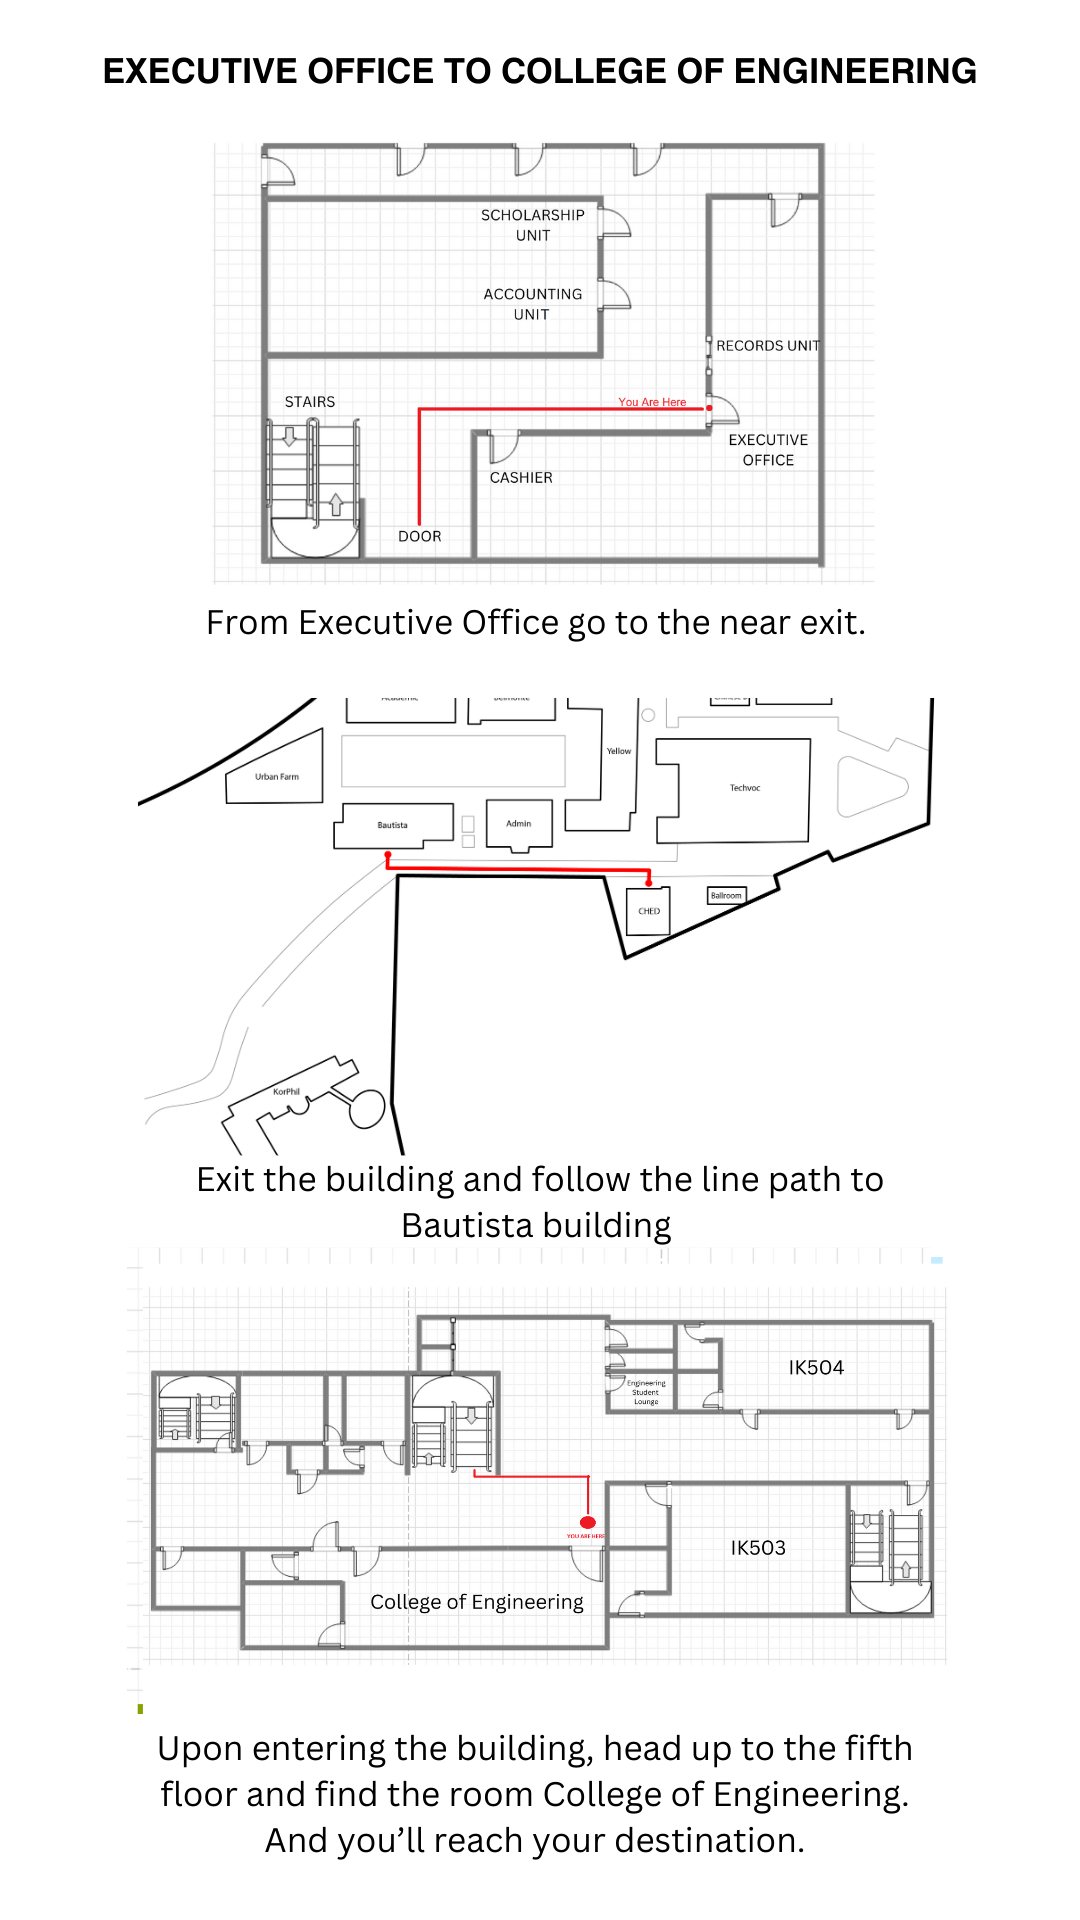 EXECUTIVE OFFICE TO COLLEGE OF ENGINEERING
SCHOLARSHIP
UNIT
ACCOUNTING
UNIT
RECORDS UNIT
STAIRS
You Are Here
EXECUTIVE
OFFICE
CASHIER
DOOR
From Executive Office go to the near exit.
Academic
Belmonte
Yellow
Urban Farm
Techvoc
Bautista
Admin
Ballroom
CHED
KorPhil
Exit the building and follow the line path to
Bautista building
IK504
Engineering
Student
Lounge
YOU ARE HERE
IK503
College of Engineering
Upon entering the building, head up to the fifth
floor and find the room College of Engineering.
And you’ll reach your destination.